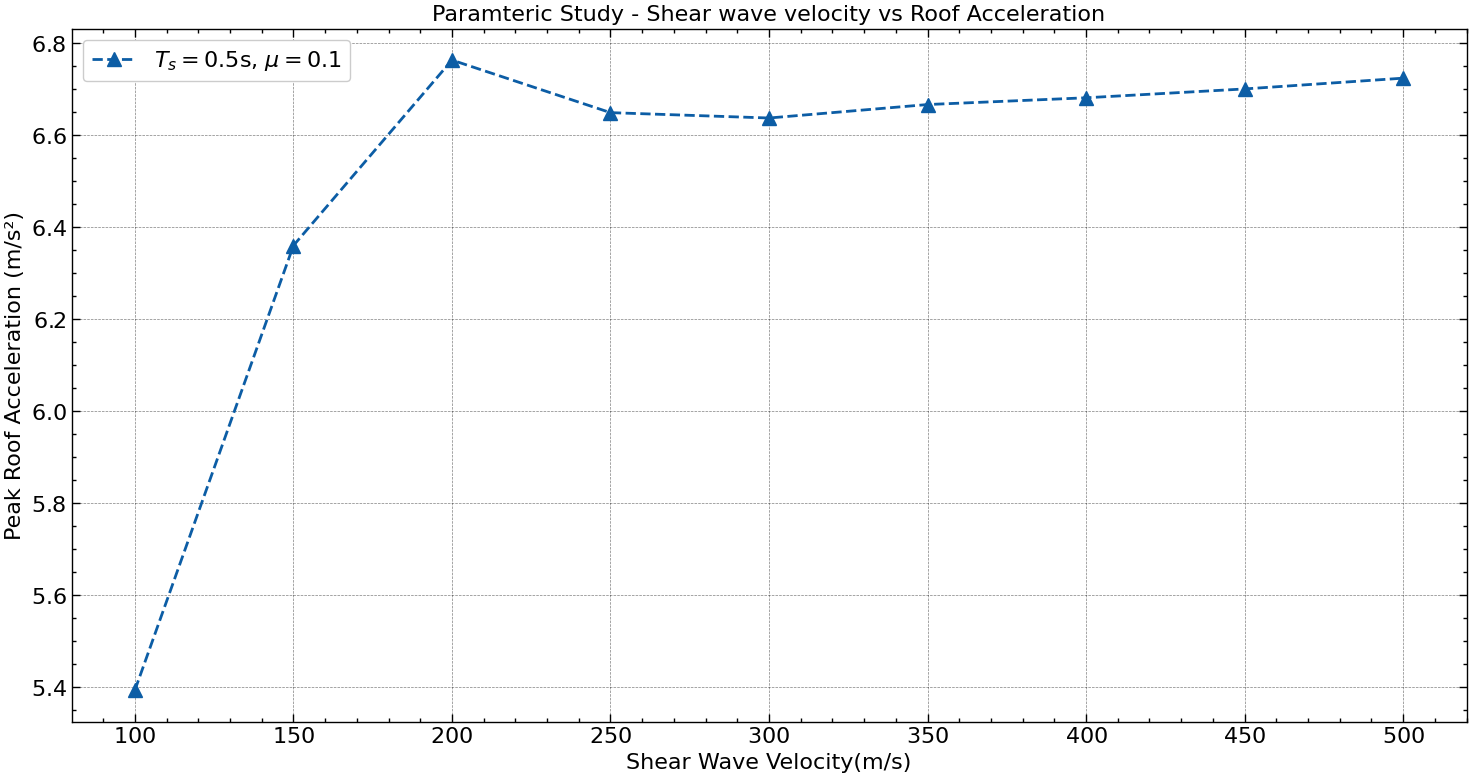 Paramteric Study - Shear wave velocity vs Roof Acceleration
T_s = 0.5s, μ = 0.1
Peak Roof Acceleration (m/s²)
6.8
6.6
6.4
6.2
6.0
5.8
5.6
5.4
100 150 200 250 300 350 400 450 500
Shear Wave Velocity(m/s)